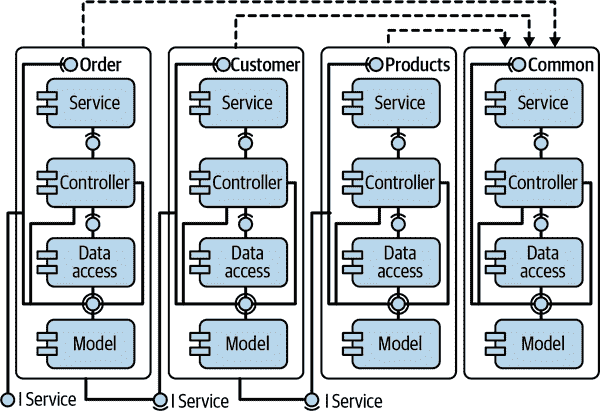 Order
Customer
Products
Common
Service
Service
Service
Service
Controller
Controller
Controller
Controller
Data
access
Data
access
Data
access
Data
access
Model
Model
Model
Model
I Service
I Service
I Service